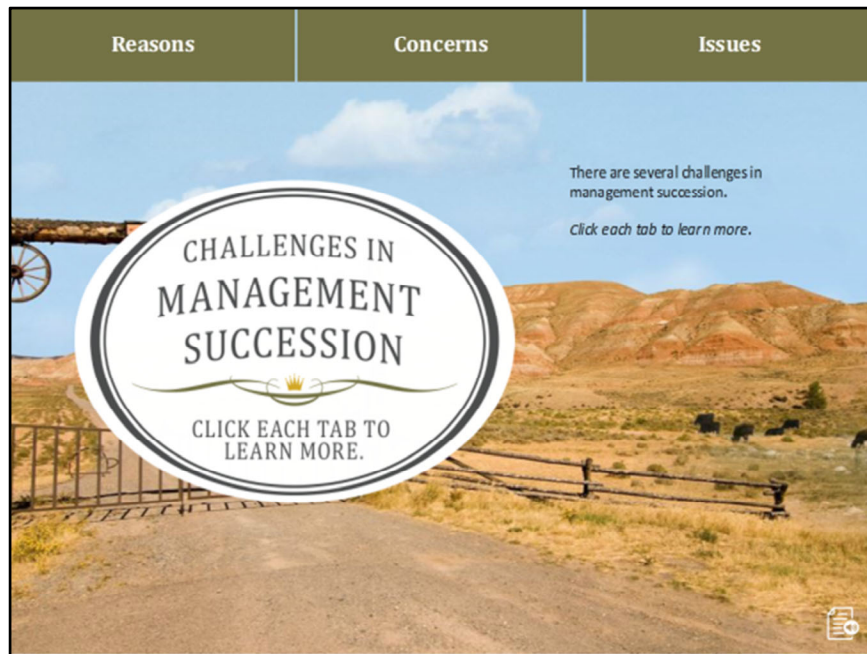 Reasons
Concerns
Issues
There are several challenges in
management succession.
Click each tab to learn more.
CHALLENGES IN
MANAGEMENT
SUCCESSION
CLICK EACH TAB TO
LEARN MORE.